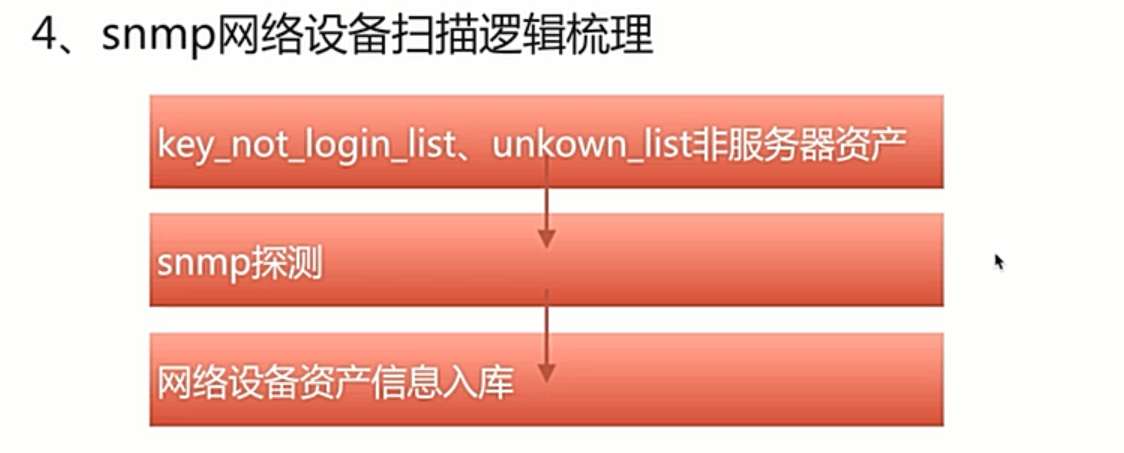 4、snmp网络设备扫描逻辑梳理
key_not_login_list、unkown_list非服务器资产
snmp探测
网络设备资产信息入库